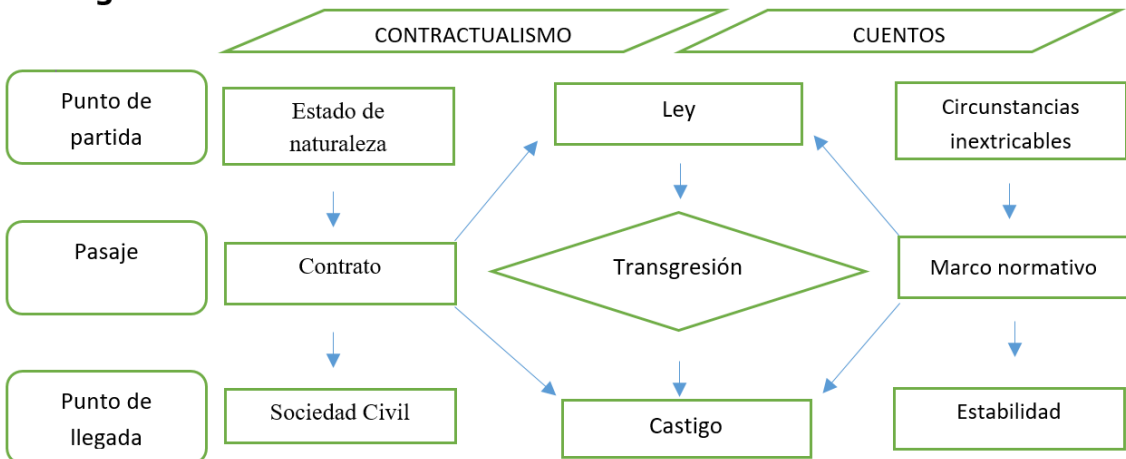 CONTRACTUALISMO
CUENTOS
Punto de
partida
Estado de
naturaleza
Ley
Circunstancias
inextricables
Pasaje
Contrato
Transgresión
Marco normativo
Punto de
llegada
Sociedad Civil
Castigo
Estabilidad